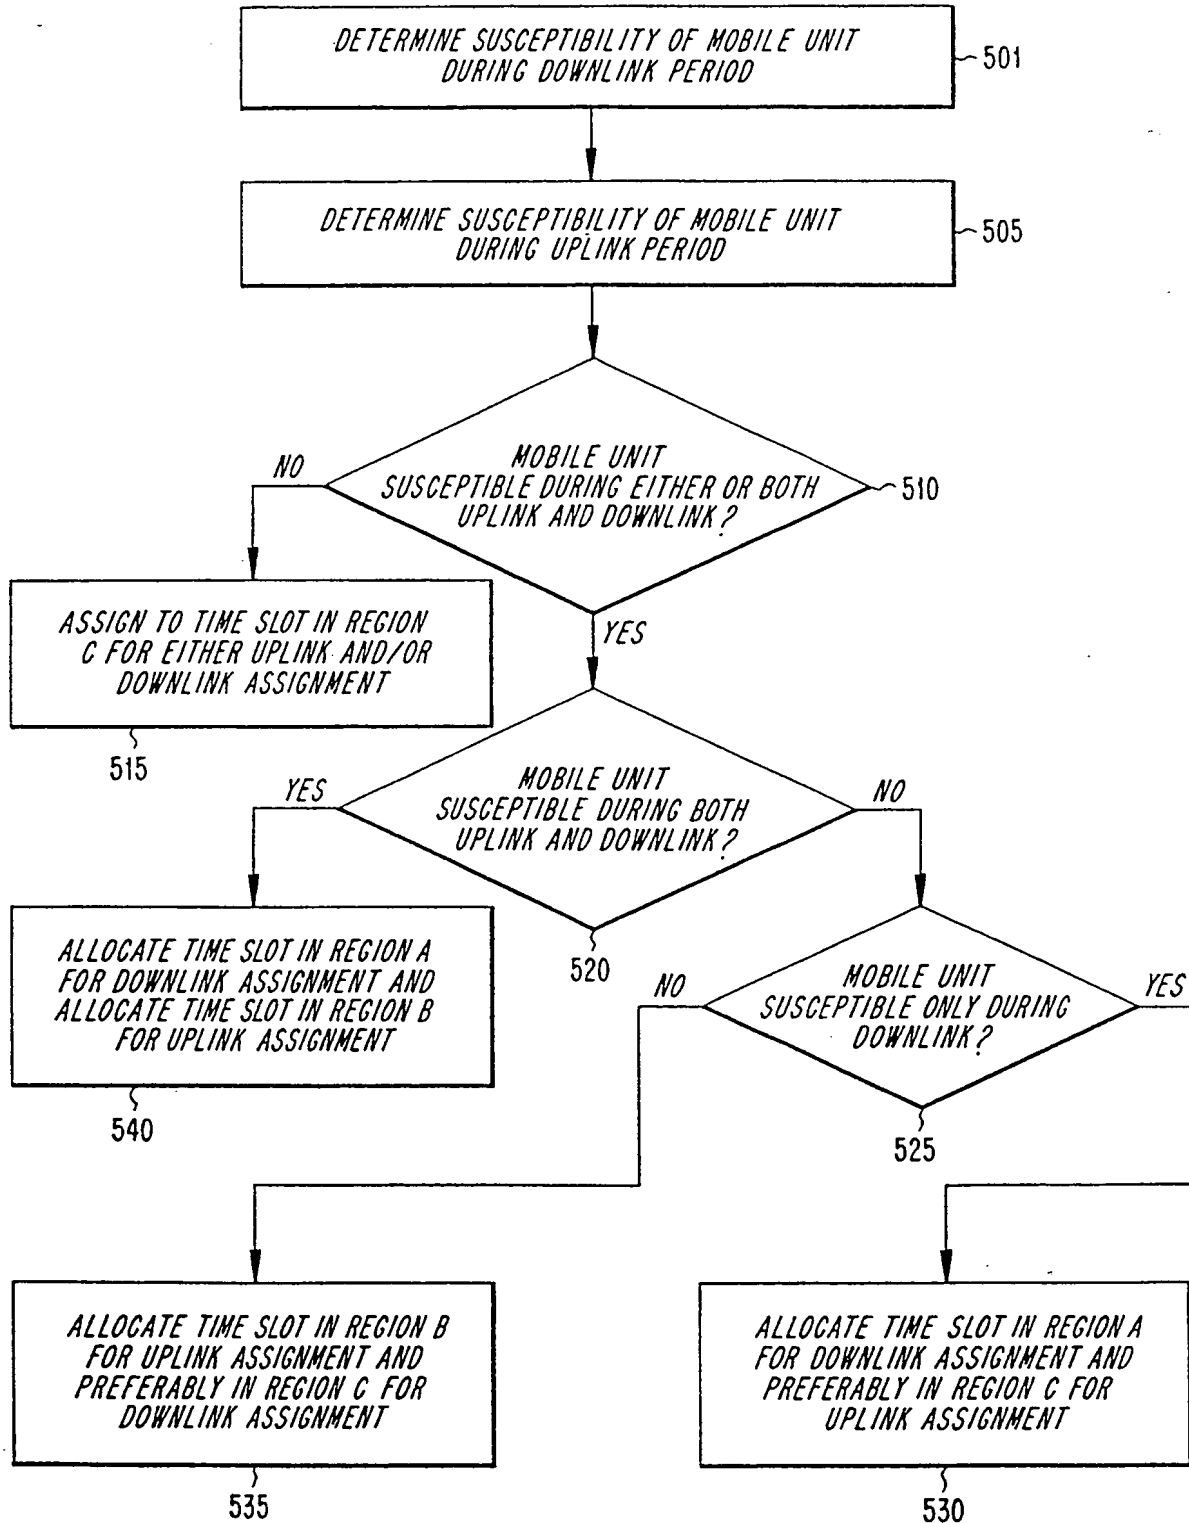 DETERMINE SUSCEPTIBILITY OF MOBILE UNIT
DURING DOWNLINK PERIOD
501
DETERMINE SUSCEPTIBILITY OF MOBILE UNIT
DURING UPLINK PERIOD
505
MOBILE UNIT
SUSCEPTIBLE DURING EITHER OR BOTH
UPLINK AND DOWNLINK?
510
NO
YES
ASSIGN TO TIME SLOT IN REGION
C FOR EITHER UPLINK AND/OR
DOWNLINK ASSIGNMENT
515
MOBILE UNIT
SUSCEPTIBLE DURING BOTH
UPLINK AND DOWNLINK?
520
YES
NO
ALLOCATE TIME SLOT IN REGION A
FOR DOWNLINK ASSIGNMENT AND
ALLOCATE TIME SLOT IN REGION B
FOR UPLINK ASSIGNMENT
540
MOBILE UNIT
SUSCEPTIBLE ONLY DURING
DOWNLINK?
525
NO
YES
ALLOCATE TIME SLOT IN REGION B
FOR UPLINK ASSIGNMENT AND
PREFERABLY IN REGION C FOR
DOWNLINK ASSIGNMENT
535
ALLOCATE TIME SLOT IN REGION A
FOR DOWNLINK ASSIGNMENT AND
PREFERABLY IN REGION C FOR
UPLINK ASSIGNMENT
530